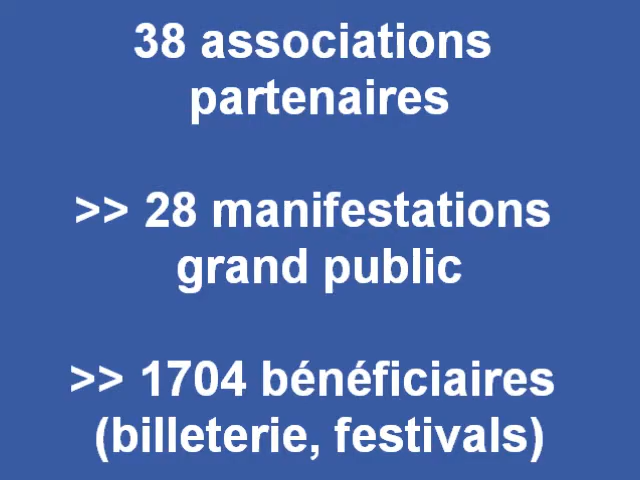 38 associations
partenaires
>> 28 manifestations
grand public
>> 1704 bénéficiaires
(billeterie, festivals)